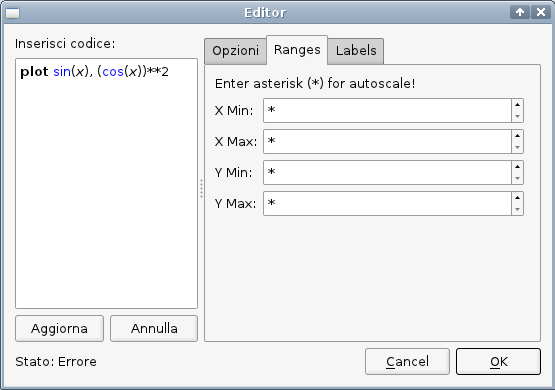 Editor
Inserisci codice:
plot sin(x), (cos(x))**2
Aggiorna
Annulla
Stato: Errore
Opzioni
Ranges
Labels
Enter asterisk (*) for autoscale!
X Min: *
X Max: *
Y Min: *
Y Max: *
Cancel
OK